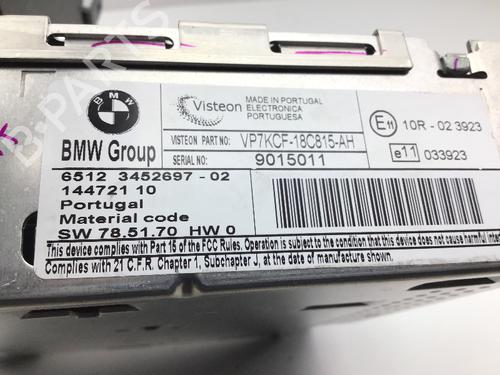 BMW
BMW Group
Visteon
MADE IN PORTUGAL
ELECTRONICA
PORTUGUESA
VISTEON PART NO: VP7KCF-18C815-AH
SERIAL NO: 9015011
E11 10R - 02 3923
e11 033923
6512 3452697 - 02
144721 10
Portugal
Material code
SW 78.51.70 HW 0
This device complies with Part 15 of the FCC Rules. Operation is subject to the condition that this device does not cause harmful interfer
Complies with 21 C.F.R. Chapter 1, Subchapter J, at the date of manufacture shown.
B-PARTS